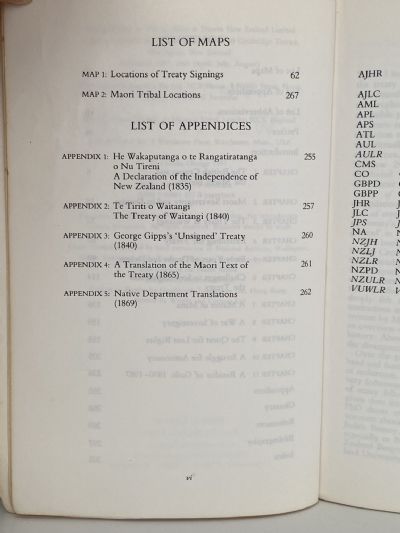 LIST OF MAPS
MAP 1: Locations of Treaty Signings 62
MAP 2: Maori Tribal Locations 267
LIST OF APPENDICES
APPENDIX 1: He Wakaputanga o te Rangatiratanga 255
o Nu Tireni
A Declaration of the Independence of
New Zealand (1835)
APPENDIX 2: Te Tiriti o Waitangi 257
The Treaty of Waitangi (1840)
APPENDIX 3: George Gipps's 'Unsigned' Treaty 260
(1840)
APPENDIX 4: A Translation of the Maori Text of 261
the Treaty (1865)
APPENDIX 5: Native Department Translations 262
(1869)
vi
AJHR
AJLC
AML
APL
APS
ATL
AUL
AULR
CMS
CO
GBPD
GBPP
JHR
JLC
JPS
NA
NZJH
NZLJ
NZLR
NZPD
NZULR
VUWLR